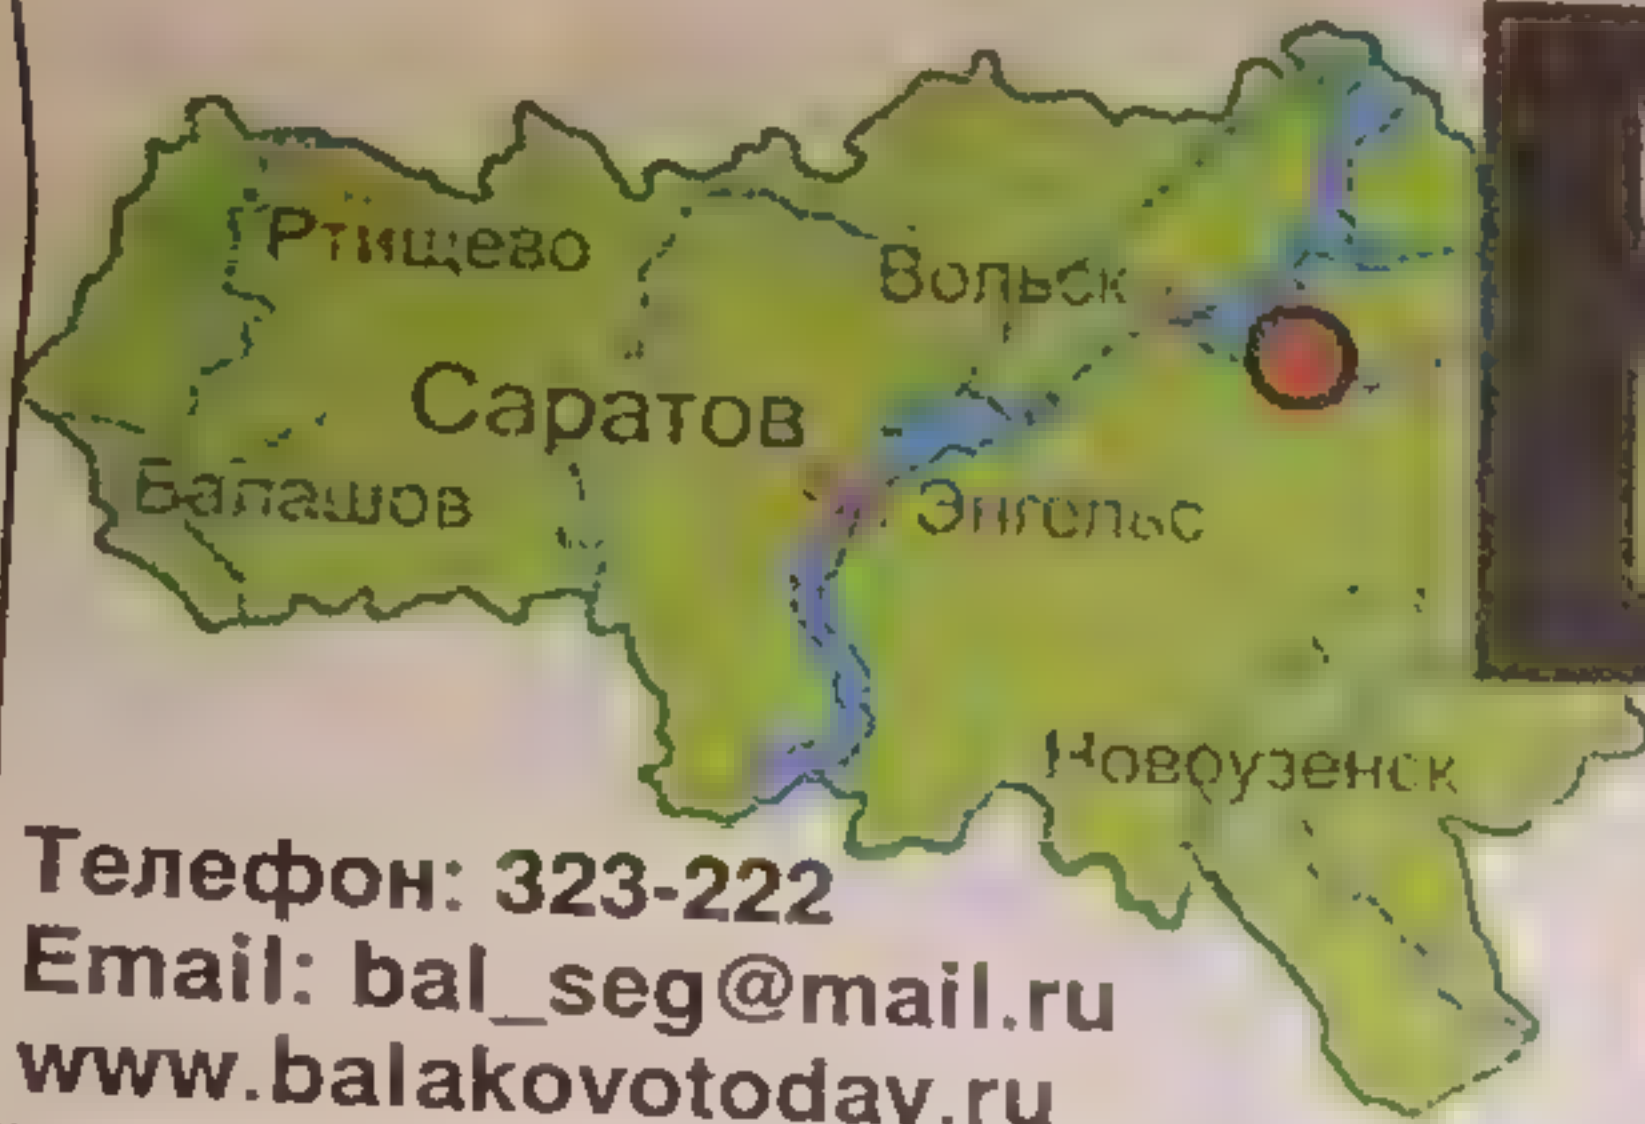 Ртищево
Вольск
Саратов
Балашов
Энгельс
Новоузенск
Телефон: 323-222
Email: bal_seg@mail.ru
www.balakovotoday.ru